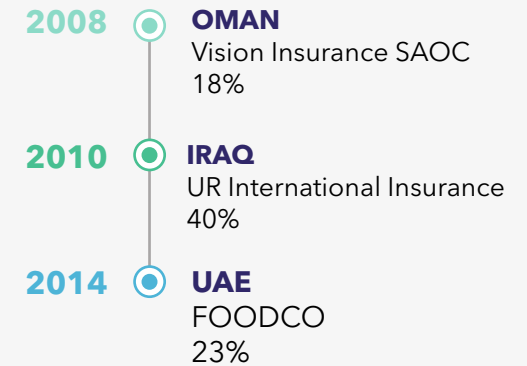 2008 OMAN
Vision Insurance SAOC
18%
2010 IRAQ
UR International Insurance
40%
2014 UAE
FOODCO
23%